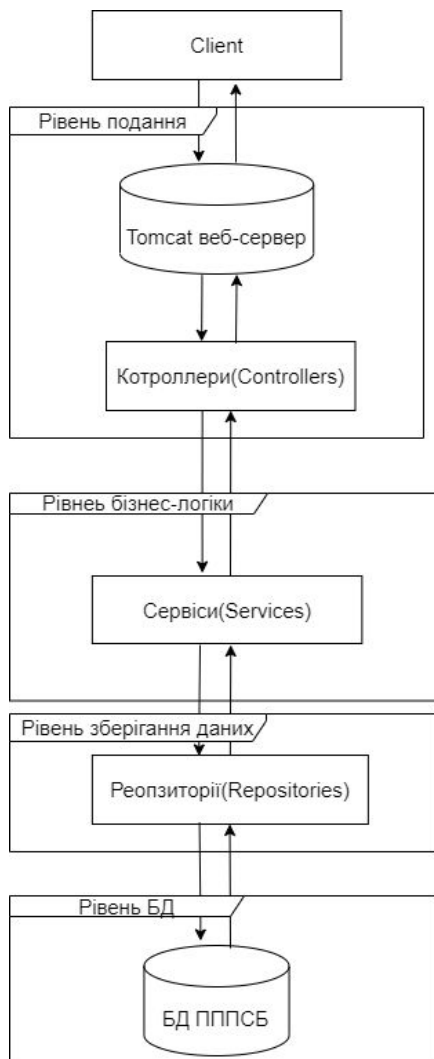 Client
Рівень подання
Tomcat веб-сервер
Котроллери(Controllers)
Рівнеь бізнес-логіки
Сервіси(Services)
Рівень зберігання даних
Реопзиторії(Repositories)
Рівень БД
БД ПППСБ